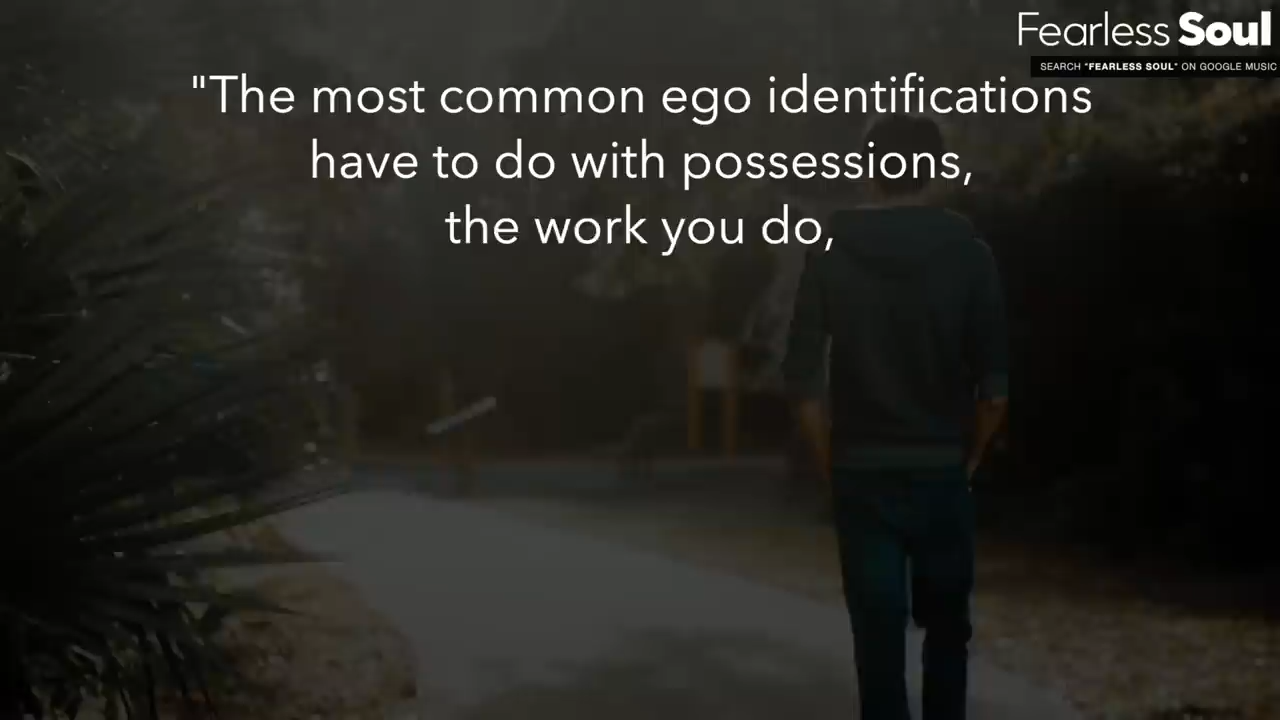 Fearless Soul
SEARCH "FEARLESS SOUL" ON GOOGLE MUSIC
"The most common ego identifications
have to do with possessions,
the work you do,